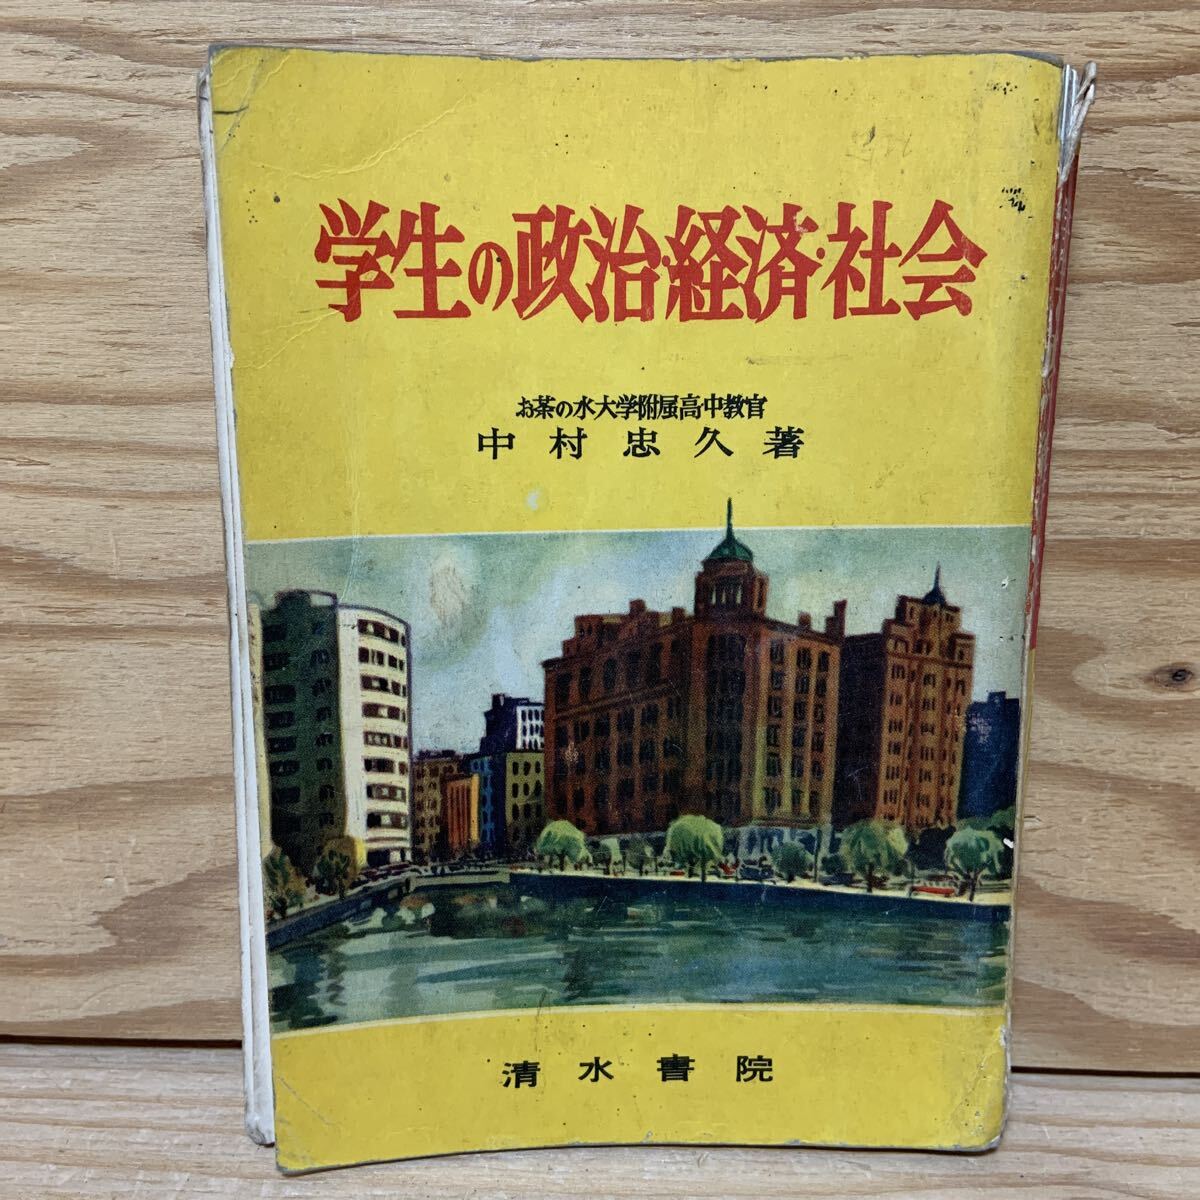 学生の政治・経済・社会
お茶の水大学附属高・中教官
中村忠久著
清水書院